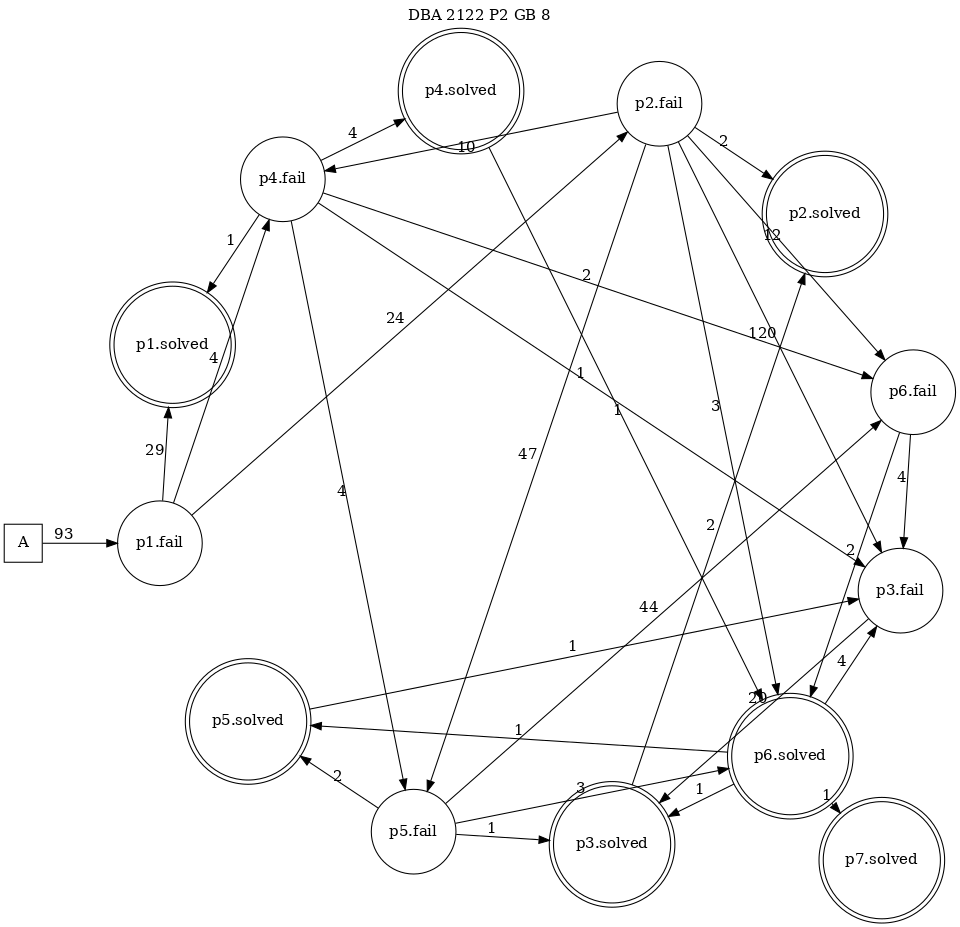 DBA 2122 P2 GB 8
p4.solved
p2.fail
4
2
10
p4.fail
p2.solved
1
12
2
p1.solved
24
120
4
1
p6.fail
3
1
29
47
4
4
2
A
93
p1.fail
2
p3.fail
44
1
4
20
p5.solved
1
p6.solved
2
3
1
1
1
p5.fail
p3.solved
p7.solved